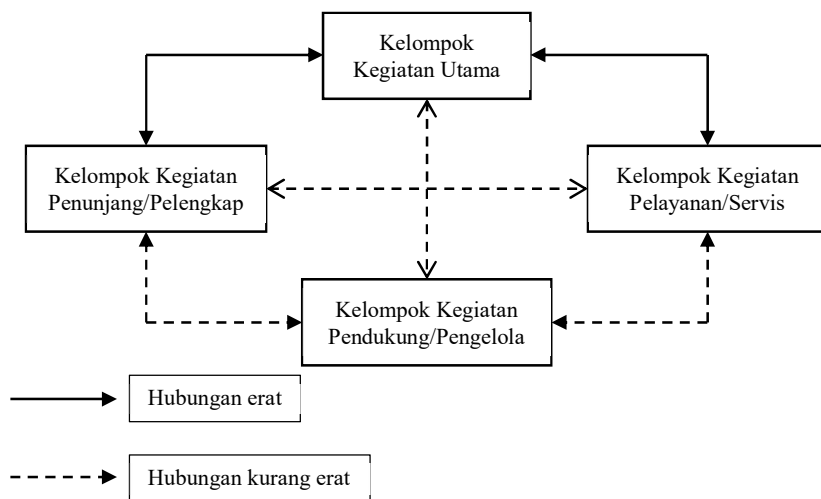 Kelompok
Kegiatan Utama
Kelompok Kegiatan
Penunjang/Pelengkap
Kelompok Kegiatan
Pelayanan/Servis
Kelompok Kegiatan
Pendukung/Pengelola
Hubungan erat
Hubungan kurang erat